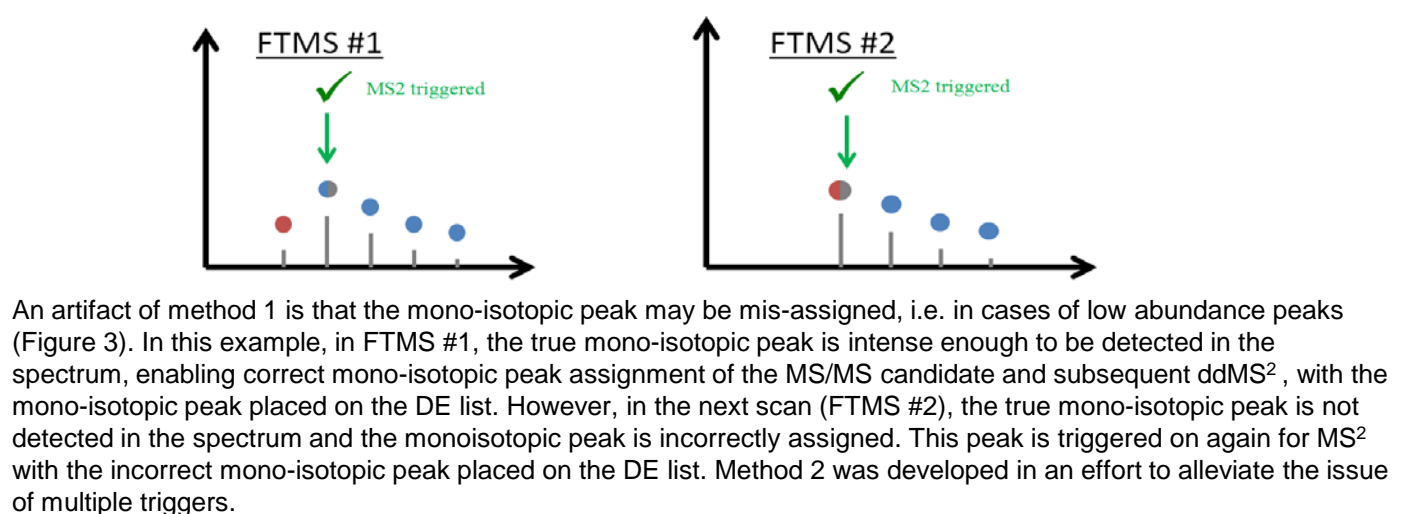 FTMS #1
MS2 triggered
FTMS #2
MS2 triggered
An artifact of method 1 is that the mono-isotopic peak may be mis-assigned, i.e. in cases of low abundance peaks
(Figure 3). In this example, in FTMS #1, the true mono-isotopic peak is intense enough to be detected in the
spectrum, enabling correct mono-isotopic peak assignment of the MS/MS candidate and subsequent ddMS² , with the
mono-isotopic peak placed on the DE list. However, in the next scan (FTMS #2), the true mono-isotopic peak is not
detected in the spectrum and the monoisotopic peak is incorrectly assigned. This peak is triggered on again for MS²
with the incorrect mono-isotopic peak placed on the DE list. Method 2 was developed in an effort to alleviate the issue
of multiple triggers.